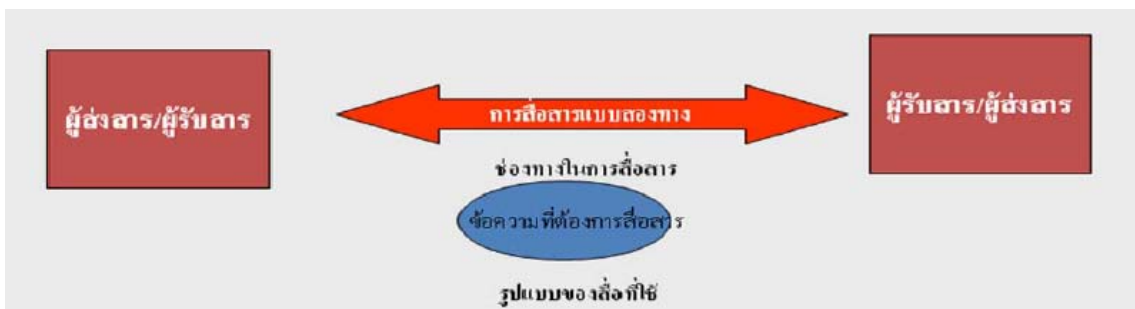 ผู้ส่งสาร/ผู้รับสาร
การสื่อสารแบบสองทาง
ผู้รับสาร/ผู้ส่งสาร
ช่องทางในการสื่อสาร
ข้อความที่ต้องการสื่อสาร
รูปแบบของสื่อที่ใช้